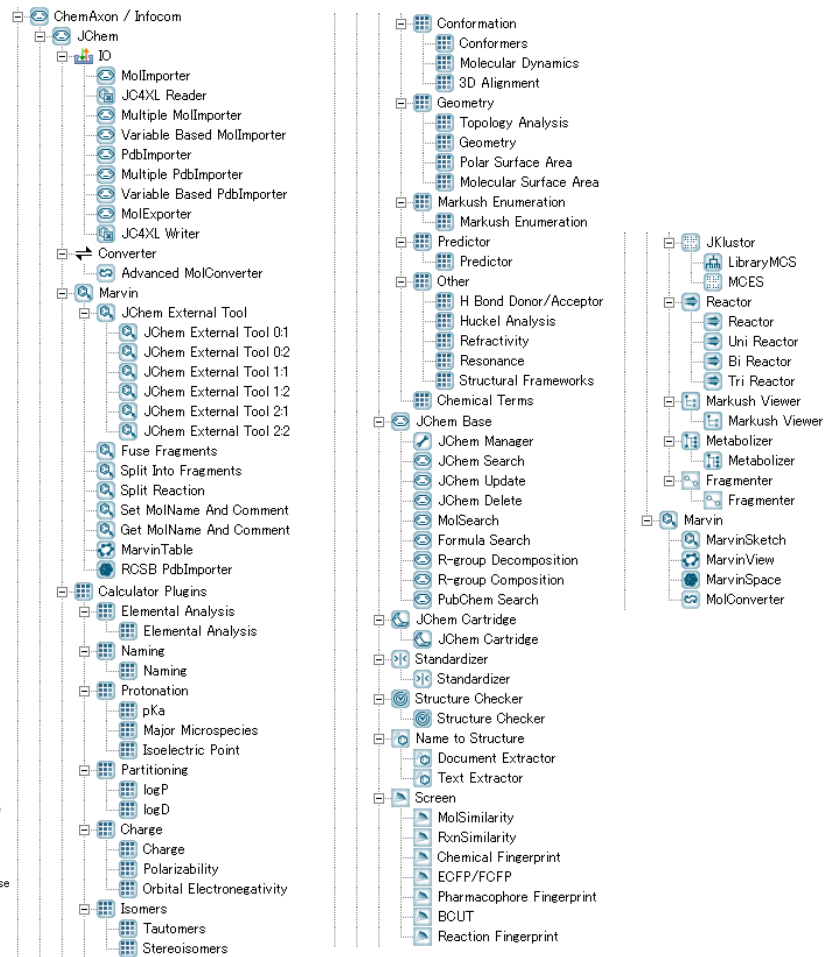 ChemAxon / Infocom
JChem
IO
MolImporter
JC4XL Reader
Multiple MolImporter
Variable Based MolImporter
PdbImporter
Multiple PdbImporter
Variable Based PdbImporter
MolExporter
JC4XL Writer
Converter
Advanced MolConverter
Marvin
JChem External Tool
JChem External Tool 0:1
JChem External Tool 0:2
JChem External Tool 1:1
JChem External Tool 1:2
JChem External Tool 2:1
JChem External Tool 2:2
Fuse Fragments
Split Into Fragments
Split Reaction
Set MolName And Comment
Get MolName And Comment
MarvinTable
RCSB PdbImporter
Calculator Plugins
Elemental Analysis
Elemental Analysis
Naming
Naming
Protonation
pKa
Major Microspecies
Isoelectric Point
Partitioning
logP
logD
Charge
Charge
Polarizability
Orbital Electronegativity
Isomers
Tautomers
Stereoisomers
Conformation
Conformers
Molecular Dynamics
3D Alignment
Geometry
Topology Analysis
Geometry
Polar Surface Area
Molecular Surface Area
Markush Enumeration
Markush Enumeration
Predictor
Predictor
Other
H Bond Donor/Acceptor
Huckel Analysis
Refractivity
Resonance
Structural Frameworks
Chemical Terms
JChem Base
JChem Manager
JChem Search
JChem Update
JChem Delete
MolSearch
Formula Search
R-group Decomposition
R-group Composition
PubChem Search
JChem Cartridge
JChem Cartridge
Standardizer
Standardizer
Structure Checker
Structure Checker
Name to Structure
Document Extractor
Text Extractor
Screen
MolSimilarity
RxnSimilarity
Chemical Fingerprint
ECFP/FCFP
Pharmacophore Fingerprint
BCUT
Reaction Fingerprint
JKlustor
LibraryMCS
MCES
Reactor
Reactor
Uni Reactor
Bi Reactor
Tri Reactor
Markush Viewer
Markush Viewer
Metabolizer
Metabolizer
Fragmenter
Fragmenter
Marvin
MarvinSketch
MarvinView
MarvinSpace
MolConverter